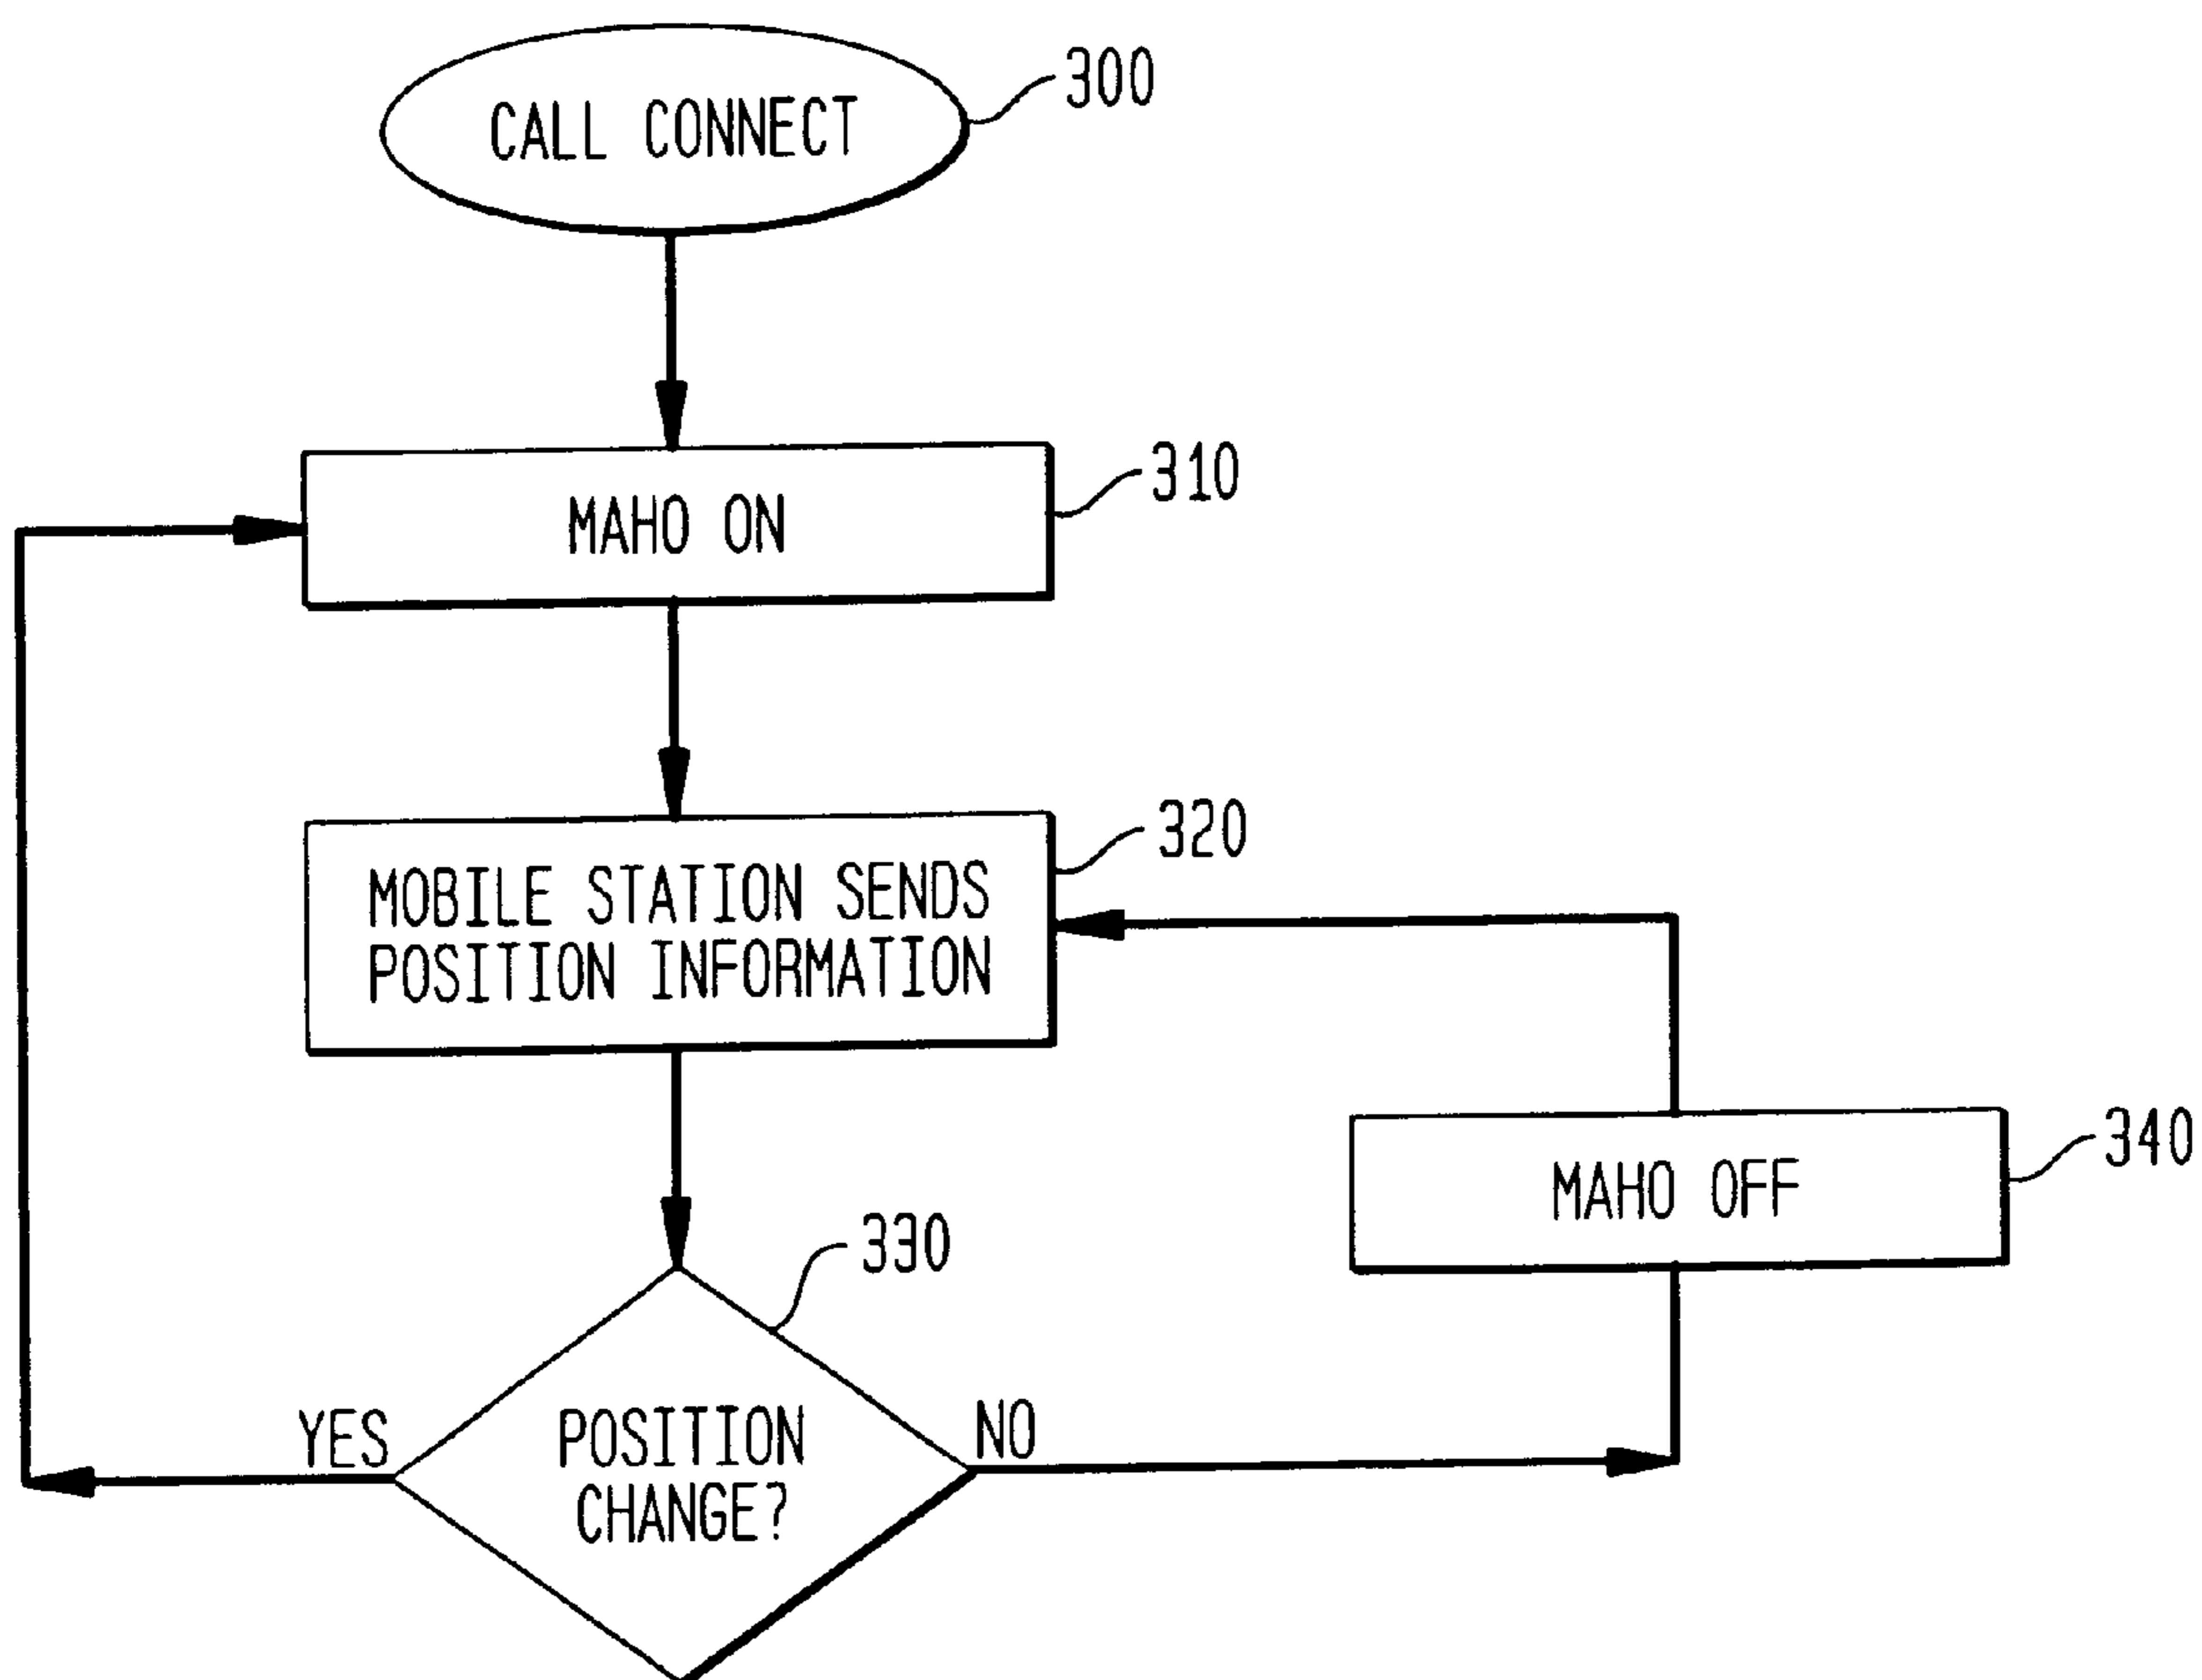 CALL CONNECT
300
MAHO ON
310
MOBILE STATION SENDS
POSITION INFORMATION
320
MAHO OFF
340
330
YES
POSITION
CHANGE?
NO